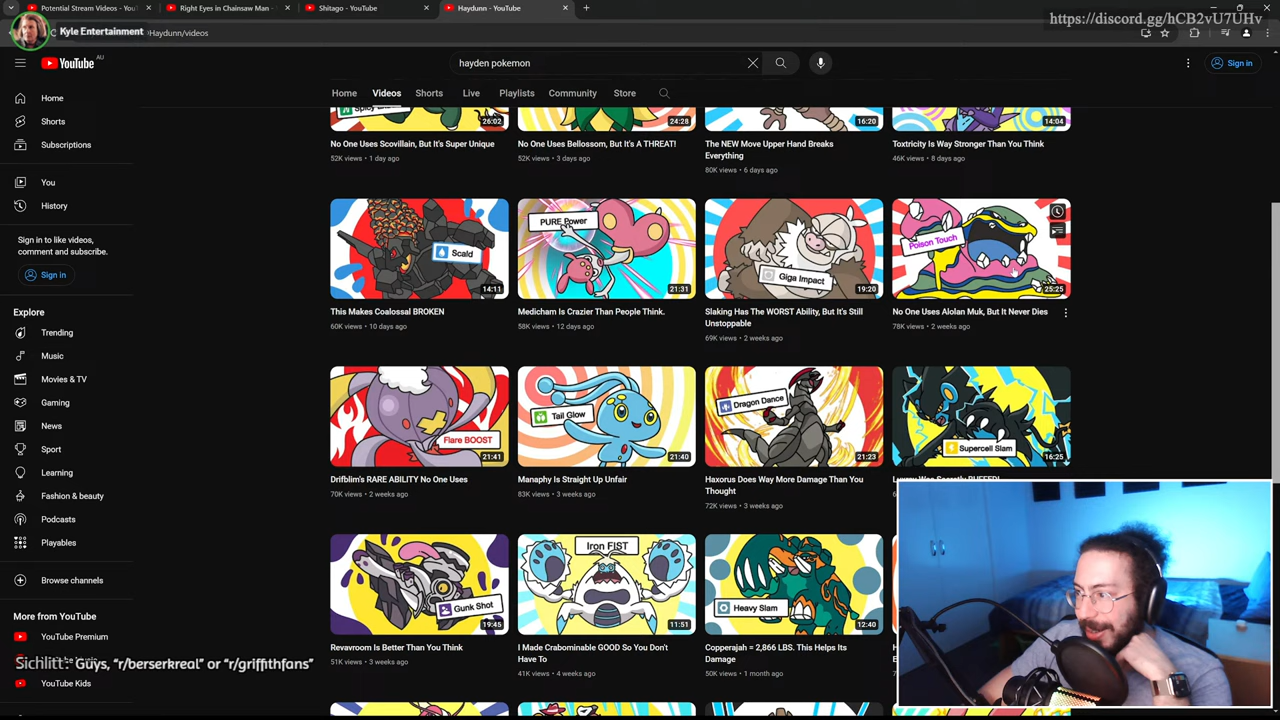 Potential Stream Videos - YouTu
Right Eyes in Chainsaw Man -
Shitago - YouTube
Haydunn - YouTube
https://discord.gg/hCB2vU7UHv
Kyle Entertainment
Haydunn/videos
YouTube AU
hayden pokemon
Sign in
Home
Videos
Shorts
Live
Playlists
Community
Store
Home
Shorts
Subscriptions
You
History
Sign in to like videos,
comment, and subscribe.
Sign in
Explore
Trending
Music
Movies & TV
Gaming
News
Sport
Learning
Fashion & beauty
Podcasts
Playables
Browse channels
More from YouTube
YouTube Premium
YouTube Kids
26:02
24:28
16:20
14:04
No One Uses Scovillain, But It's Super Unique
52K views • 1 day ago
No One Uses Bellossom, But It's A THREAT!
52K views • 3 days ago
The NEW Move Upper Hand Breaks
Everything
80K views • 6 days ago
Toxtricity Is Way Stronger Than You Think
46K views • 8 days ago
Scald
14:11
PURE Power
21:31
Giga Impact
19:20
Poison Touch
25:25
This Makes Coalossal BROKEN
60K views • 10 days ago
Medicham Is Crazier Than People Think.
58K views • 12 days ago
Slaking Has The WORST Ability, But It's Still
Unstoppable
69K views • 2 weeks ago
No One Uses Alolan Muk, But It Never Dies
78K views • 2 weeks ago
Flare BOOST
21:41
Tail Glow
21:40
Dragon Dance
21:23
Supercell Slam
16:25
Drifblim's RARE ABILITY No One Uses
70K views • 2 weeks ago
Manaphy Is Straight Up Unfair
83K views • 3 weeks ago
Haxorus Does Way More Damage Than You
Thought
72K views • 3 weeks ago
Gunk Shot
19:45
Iron FIST
11:51
Heavy Slam
12:40
Revavroom Is Better Than You Think
51K views • 3 weeks ago
I Made Crabominable GOOD So You Don't
Have To
41K views • 4 weeks ago
Copperajah = 2,866 LBS. This Helps Its
Damage
50K views • 1 month ago
Sichlitt: Guys, "r/berserkreal" or "r/griffithfans"